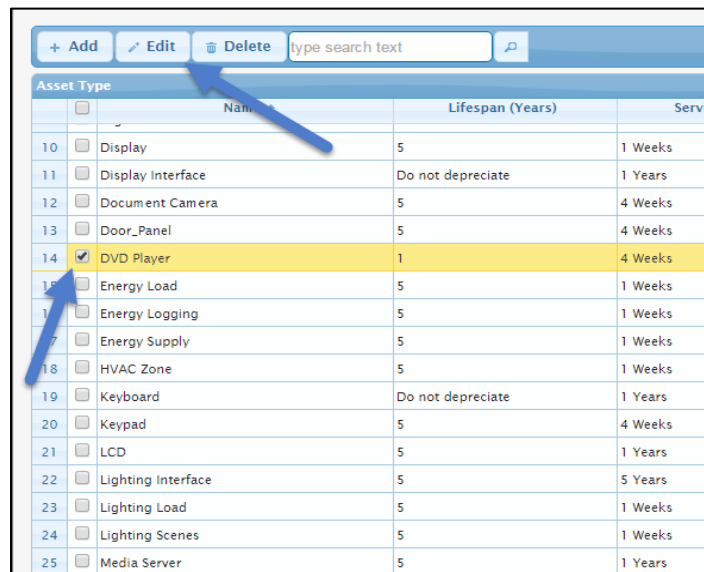 + Add Edit Delete type search text
Asset Type
Lifespan (Years) Serv
10 Display 5 1 Weeks
11 Display Interface Do not depreciate 1 Years
12 Document Camera 5 4 Weeks
13 Door_Panel 5 4 Weeks
14 DVD Player 1 4 Weeks
Energy Load 5 1 Weeks
Energy Logging 5 1 Weeks
Energy Supply 5 1 Weeks
18 HVAC Zone 5 1 Weeks
19 Keyboard Do not depreciate 1 Years
20 Keypad 5 4 Weeks
21 LCD 5 1 Years
22 Lighting Interface 5 5 Years
23 Lighting Load 5 1 Weeks
24 Lighting Scenes 5 1 Weeks
25 Media Server 5 1 Years